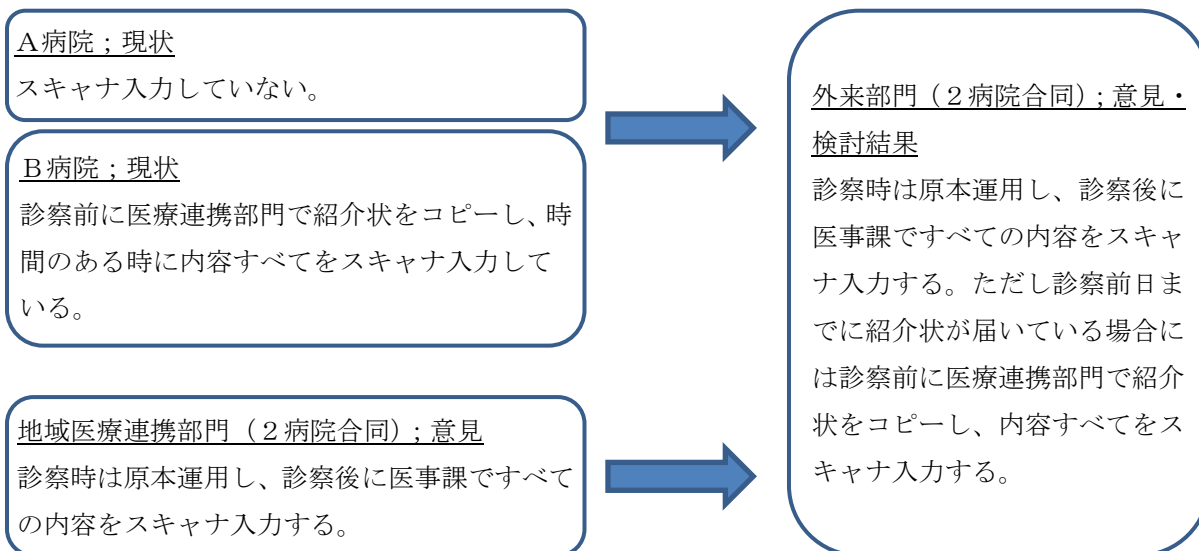 A病院；現状
スキャナ入力していない。
B病院；現状
診察前に医療連携部門で紹介状をコピーし、時
間のある時に内容すべてをスキャナ入力して
いる。
地域医療連携部門（２病院合同）；意見
診察時は原本運用し、診察後に医事課ですべて
の内容をスキャナ入力する。
外来部門（２病院合同）；意見・
検討結果
診察時は原本運用し、診察後に
医事課ですべての内容をスキャ
ナ入力する。ただし診察前日ま
でに紹介状が届いている場合に
は診察前に医療連携部門で紹介
状をコピーし、内容すべてをス
キャナ入力する。